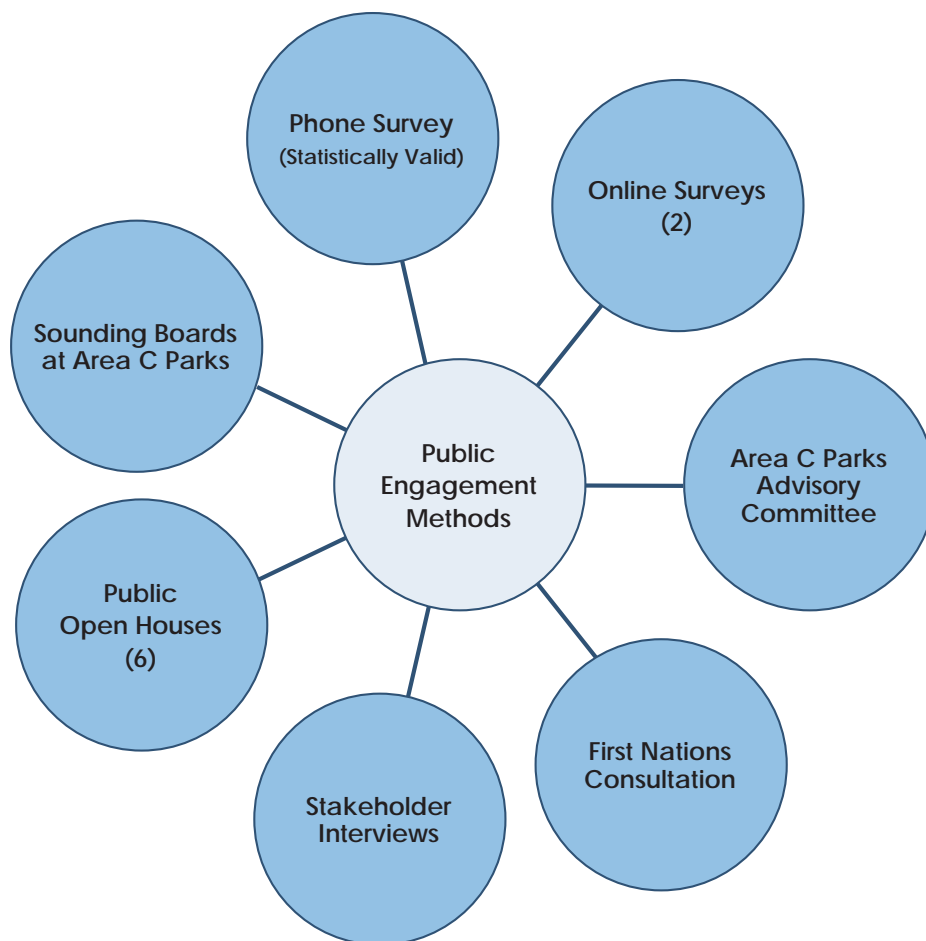 Phone Survey
(Statistically Valid)
Online Surveys
(2)
Sounding Boards
at Area C Parks
Public
Engagement
Methods
Area C Parks
Advisory
Committee
Public
Open Houses
(6)
First Nations
Consultation
Stakeholder
Interviews